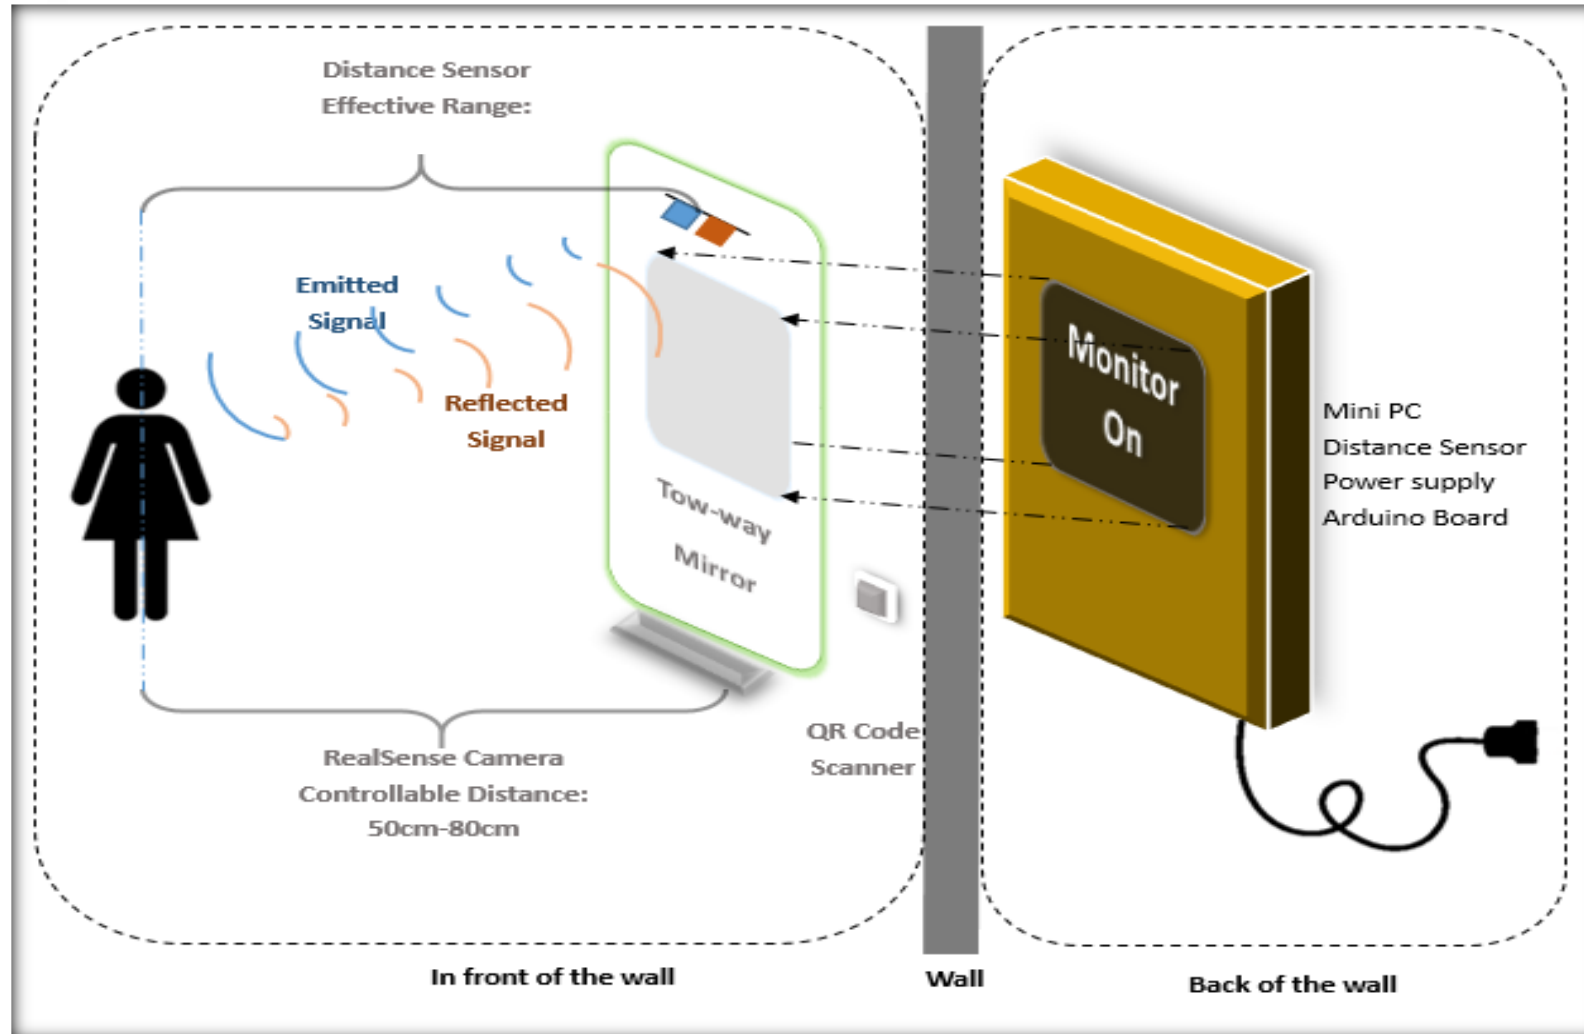 Distance Sensor
Effective Range:
Emitted
Signal
Reflected
Signal
Tow-way
Mirror
RealSense Camera
Controllable Distance:
50cm-80cm
QR Code
Scanner
Monitor
On
Mini PC
Distance Sensor
Power supply
Arduino Board
In front of the wall
Wall
Back of the wall